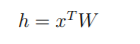 h = x^T W